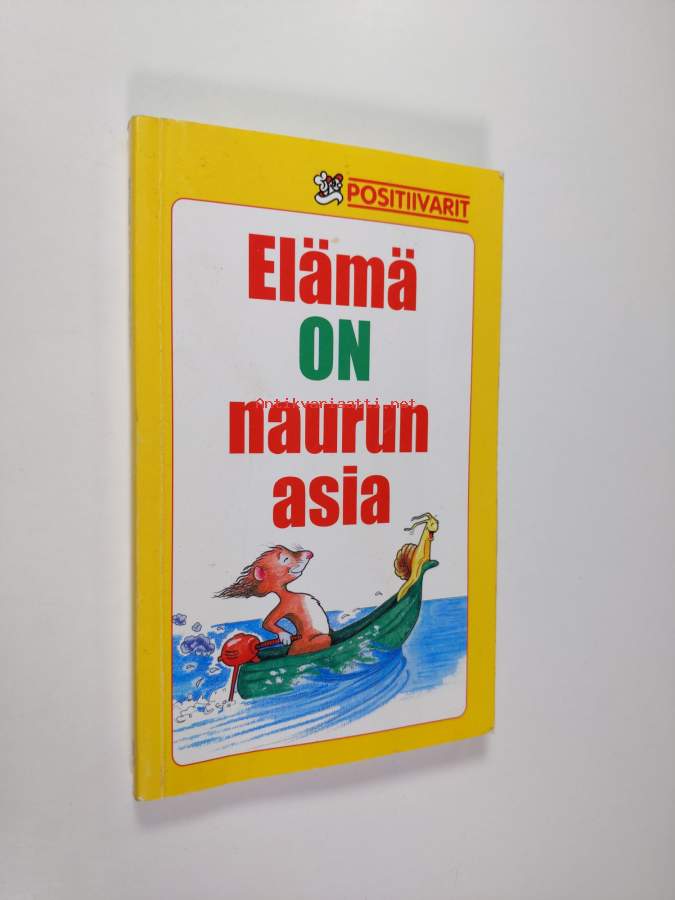 POSITIIVARIT
Elämä
ON
naurun
Antikvariaatti.net
asia